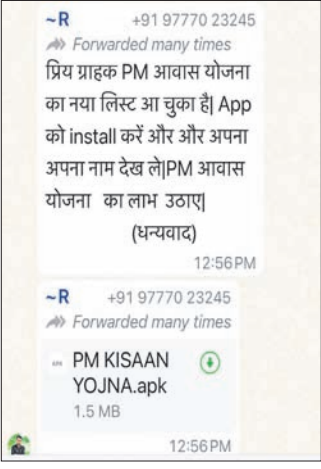 ~R +91 97770 23245
Forwarded many times
प्रिय ग्राहक PM आवास योजना
का नया लिस्ट आ चुका है| App
को install करें और और अपना
अपना नाम देख ले|PM आवास
योजना का लाभ उठाए|
(धन्यवाद)
12:56PM
~R +91 97770 23245
Forwarded many times
PM KISAAN
YOJNA.apk
1.5 MB
12:56PM